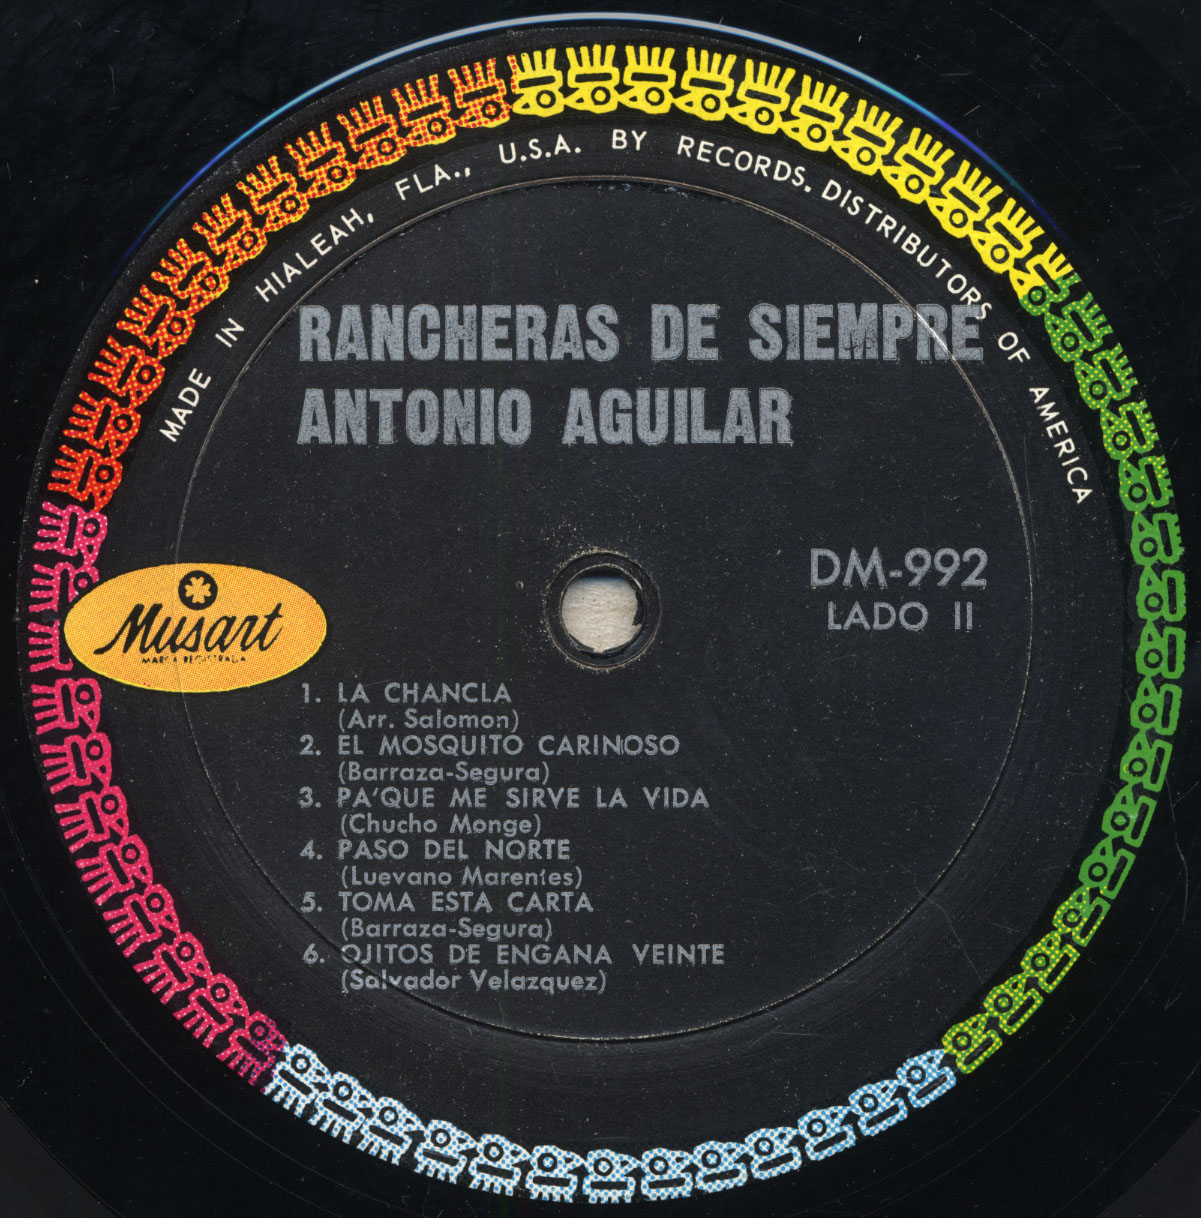 MADE IN HIALEAH, FLA., U.S.A. BY RECORDS. DISTRIBUTORS OF AMERICA
RANCHERAS DE SIEMPRE
ANTONIO AGUILAR
DM-992
LADO II
Musart
MARCA REGISTRADA
1. LA CHANCLA
(Arr. Salomon)
2. EL MOSQUITO CARINOSO
(Barraza-Segura)
3. PA'QUE ME SIRVE LA VIDA
(Chucho Monge)
4. PASO DEL NORTE
(Luevano Marentes)
5. TOMA ESTA CARTA
(Barraza-Segura)
6. OJITOS DE ENGANA VEINTE
(Salvador Velazquez)